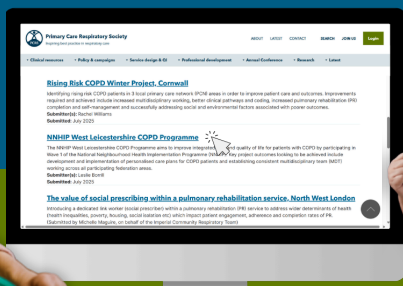 Primary Care Respiratory Society
Inspiring best practice in respiratory care
ABOUT LATEST CONTACT SEARCH JOIN US Login
Clinical resources Policy & campaigns Service design & QI Professional development Annual Conference Research Latest
Rising Risk COPD Winter Project, Cornwall
Identifying rising risk COPD patients in 3 local primary care network (PCN) areas in order to improve patient care and outcomes. Improvements
required and achieved include increased multidisciplinary working, better clinical pathways and coding, increased pulmonary rehabilitation (PR)
completion and self-management and successfully addressing social and environmental factors associated with poorer outcomes.
Submitter(s): Rachel Williams
Submitted: July 2025
NNHIP West Leicestershire COPD Programme
The NNHIP West Leicestershire COPD Programme aims to improve integrated and quality of life for patients with COPD by participating in
Wave 1 of the National Neighbourhood Health Implementation Programme (NNHIP). Key project outcomes looking to be achieved include
development and implementation of personalised care plans for COPD patients and establishing consistent multidisciplinary team (MDT)
working across all participating federation areas.
Submitter(s): Leslie Borrill
Submitted: July 2025
The value of social prescribing within a pulmonary rehabilitation service, North West London
Introducing a dedicated link worker (social prescriber) within a pulmonary rehabilitation (PR) service to address wider determinants of health
(health inequalities, poverty, housing, social isolation etc) which impact patient engagement, adherence and completion rates of PR.
(Submitted by Michelle Maguire, on behalf of the Imperial Community Respiratory Team)